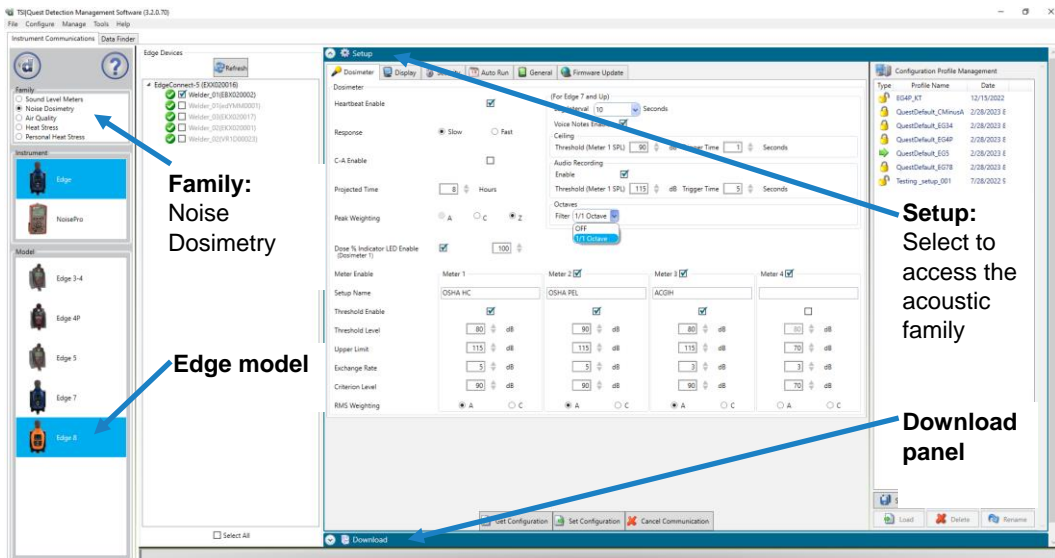 TSI|Quest Detection Management Software (3.2.0.70)
File Configure Manage Tools Help
Instrument Communications Data Finder
Family
Sound Level Meters
Noise Dosimetry
Air Quality
Heat Stress
Personal Heat Stress
Instrument
Edge
NoisePro
Model
Edge 3-4
Edge 4P
Edge 5
Edge 7
Edge 8
Edge Devices
Refresh
EdgeConnect-5 (EXX020016)
Welder_01(EBX020002)
Select All
Family:
Noise
Dosimetry
Edge model
Setup
Dosimeter Display Security Auto Run General Firmware Update
Dosimeter
Heartbeat Enable
Response Slow Fast
C-A Enable
Projected Time 8 Hours
Peak Weighting A C Z
Dose % Indicator LED Enable 100
(Dosimeter 1)
(For Edge 7 and Up)
Interval 10 Seconds
Voice Notes Enable
Ceiling
Threshold (Meter 1 SPL) 90 dB Trigger Time 1 Seconds
Audio Recording
Enable
Threshold (Meter 1 SPL) 115 dB Trigger Time 5 Seconds
Octaves
Filter 1/1 Octave
OFF
1/1 Octave
Meter Enable Meter 1 Meter 2 Meter 3 Meter 4
Setup Name OSHA HC OSHA PEL ACGIH
Threshold Enable
Threshold Level 80 dB 90 dB 80 dB 80 dB
Upper Limit 115 dB 115 dB 115 dB 70 dB
Exchange Rate 5 dB 5 dB 3 dB 3 dB
Criterion Level 90 dB 90 dB 90 dB 70 dB
RMS Weighting A C A C A C A C
Get Configuration Set Configuration Cancel Communication
Download
Configuration Profile Management
Type Profile Name Date
EG4P_KT 12/15/2022
QuestDefault_CMinusA 2/28/2023
QuestDefault_EG34 2/28/2023
QuestDefault_EG4P 2/28/2023
QuestDefault_EG5 2/28/2023
QuestDefault_EG78 2/28/2023
Testing_setup_001 7/28/2022
Setup:
Select to
access the
acoustic
family
Download
panel
Load Delete Rename